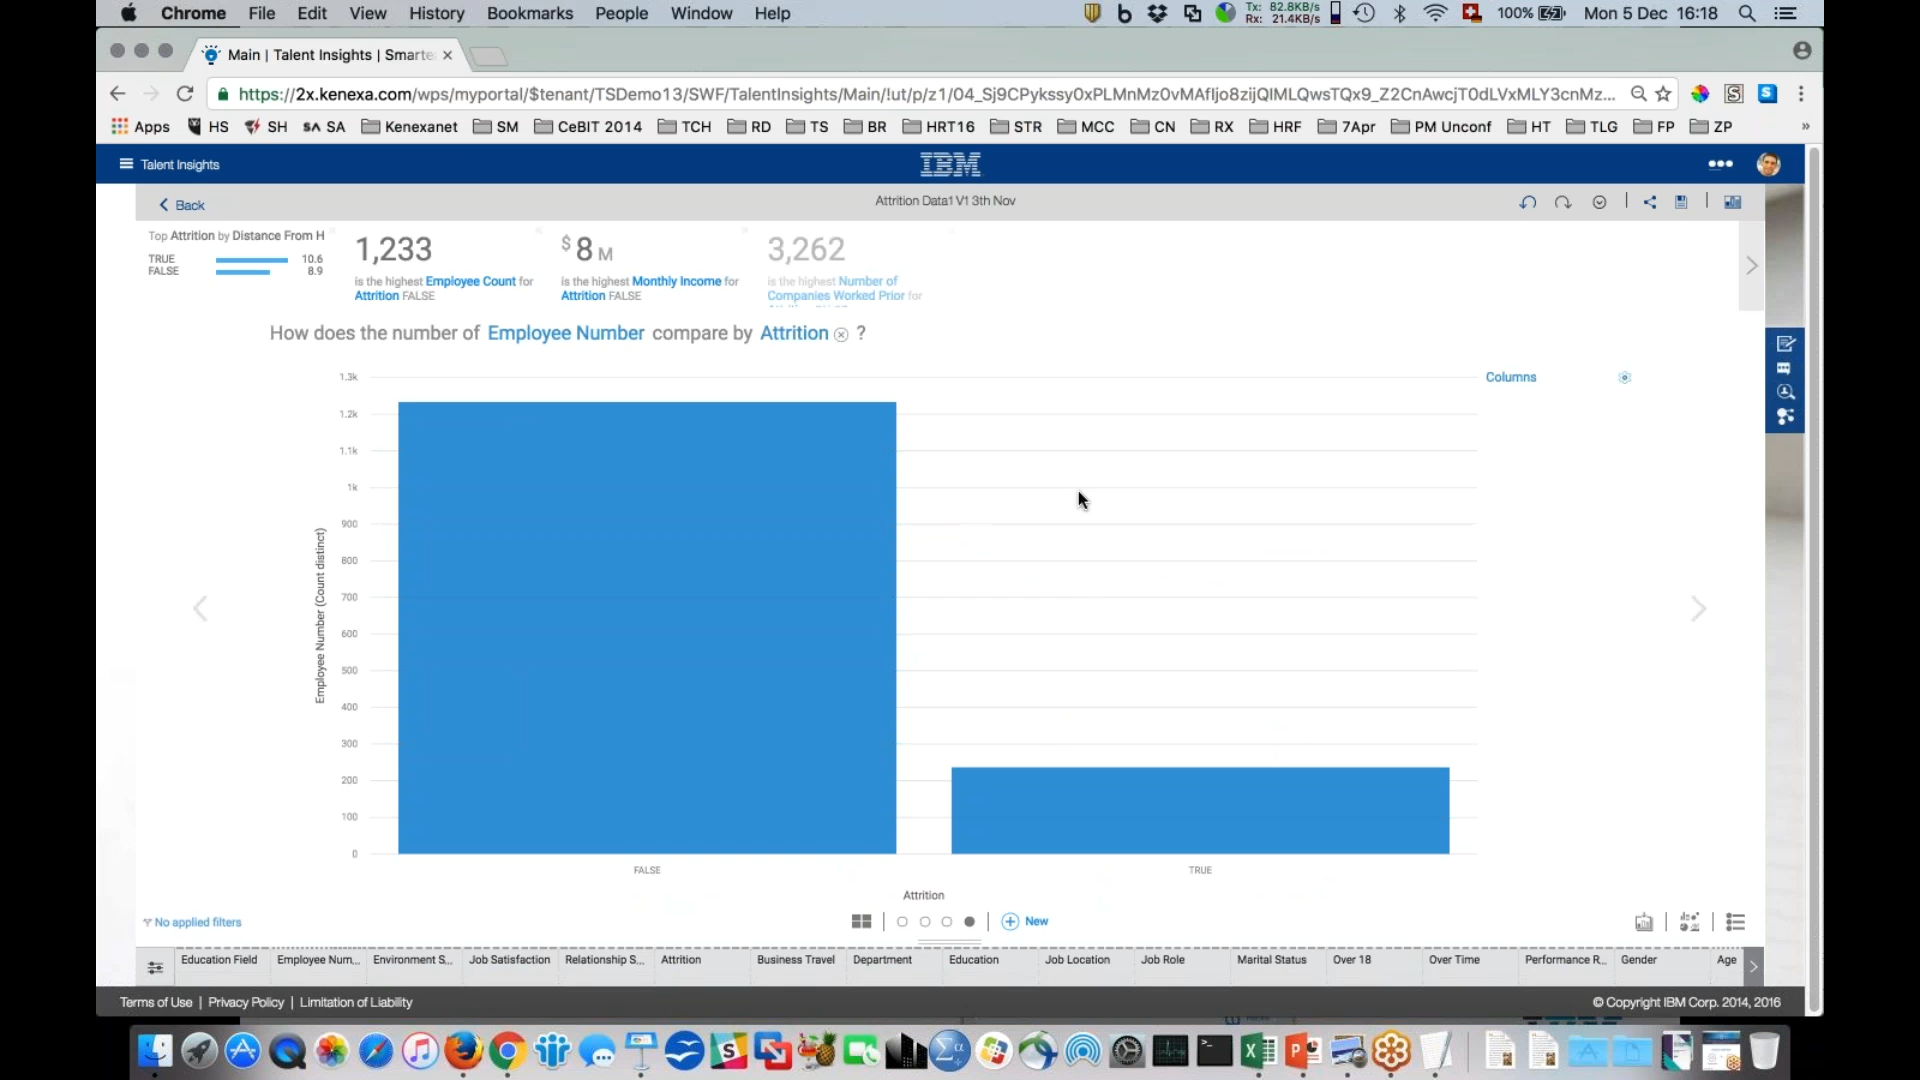 Chrome File Edit View History Bookmarks People Window Help
Tx: 82.8KB/s
Rx: 21.4KB/s
100% Mon 5 Dec 16:18
Main | Talent Insights | Smarte
https://2x.kenexa.com/wps/myportal/$tenant/TSDemo13/SWF/TalentInsights/Main/!ut/p/z1/04_Sj9CPykssy0xPLMnMz0vMAfIjo8zijQIMLQwsTQx9_Z2CnAwcjT0dLVxMLY3cnMz...
Apps HS SH SA SA Kenexanet SM CeBIT 2014 TCH RD TS BR HRT16 STR MCC CN RX HRF 7Apr PM Unconf HT TLG FP ZP »
Talent Insights
IBM
Back
Attrition Data1 V1 3th Nov
Top Attrition by Distance From H
TRUE 10.6
FALSE 8.9
1,233
is the highest Employee Count for
Attrition FALSE
$ 8 M
is the highest Monthly Income for
Attrition FALSE
3,262
is the highest Number of
Companies Worked Prior for
How does the number of Employee Number compare by Attrition ?
Columns
1.3k
1.2k
1.1k
1k
900
800
700
600
500
400
300
200
100
0
Employee Number (Count distinct)
FALSE TRUE
Attrition
No applied filters
New
Education Field Employee Num... Environment S... Job Satisfaction Relationship S... Attrition Business Travel Department Education Job Location Job Role Marital Status Over 18 Over Time Performance R... Gender Age
Terms of Use | Privacy Policy | Limitation of Liability
© Copyright IBM Corp. 2014, 2016